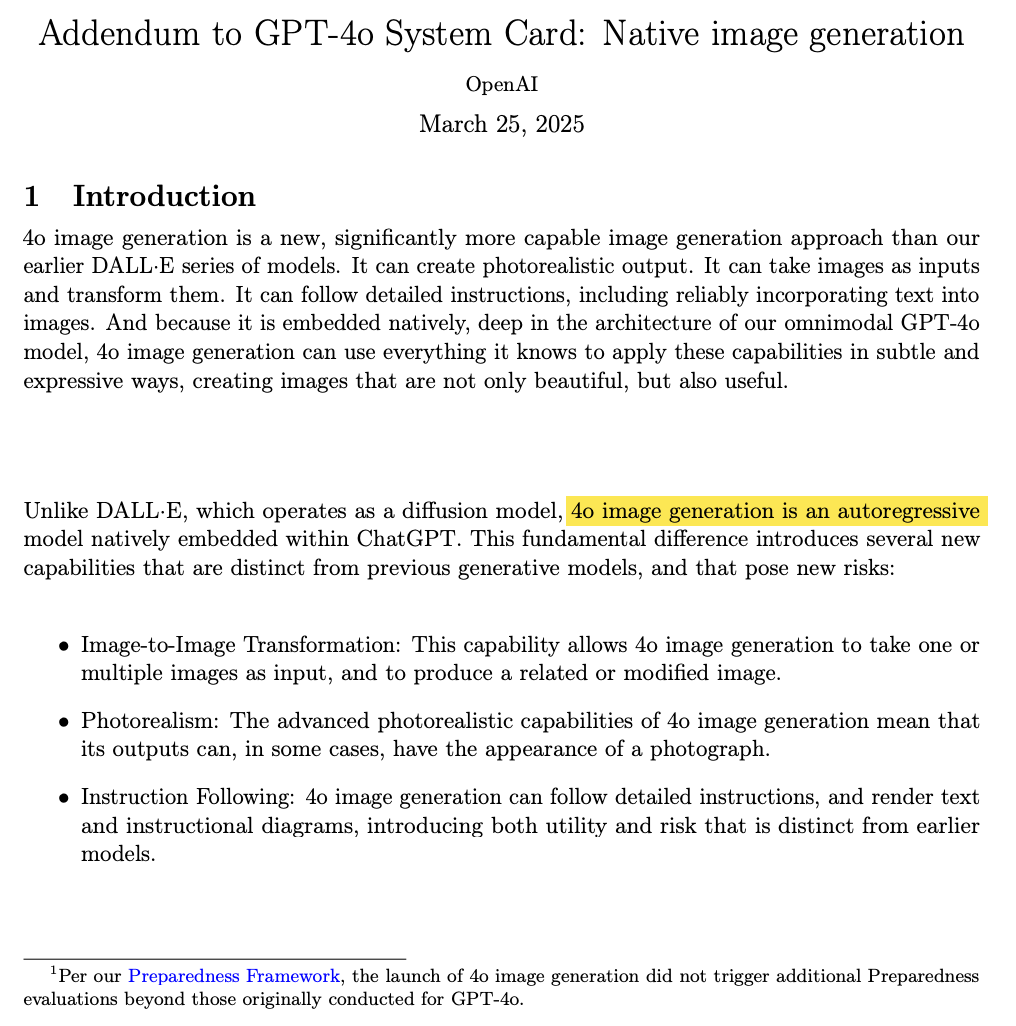 Addendum to GPT-4o System Card: Native image generation
OpenAI
March 25, 2025
1 Introduction
4o image generation is a new, significantly more capable image generation approach than our
earlier DALL·E series of models. It can create photorealistic output. It can take images as inputs
and transform them. It can follow detailed instructions, including reliably incorporating text into
images. And because it is embedded natively, deep in the architecture of our omnimodal GPT-4o
model, 4o image generation can use everything it knows to apply these capabilities in subtle and
expressive ways, creating images that are not only beautiful, but also useful.
Unlike DALL·E, which operates as a diffusion model, 4o image generation is an autoregressive
model natively embedded within ChatGPT. This fundamental difference introduces several new
capabilities that are distinct from previous generative models, and that pose new risks:
• Image-to-Image Transformation: This capability allows 4o image generation to take one or
multiple images as input, and to produce a related or modified image.
• Photorealism: The advanced photorealistic capabilities of 4o image generation mean that
its outputs can, in some cases, have the appearance of a photograph.
• Instruction Following: 4o image generation can follow detailed instructions, and render text
and instructional diagrams, introducing both utility and risk that is distinct from earlier
models.
1Per our Preparedness Framework, the launch of 4o image generation did not trigger additional Preparedness
evaluations beyond those originally conducted for GPT-4o.